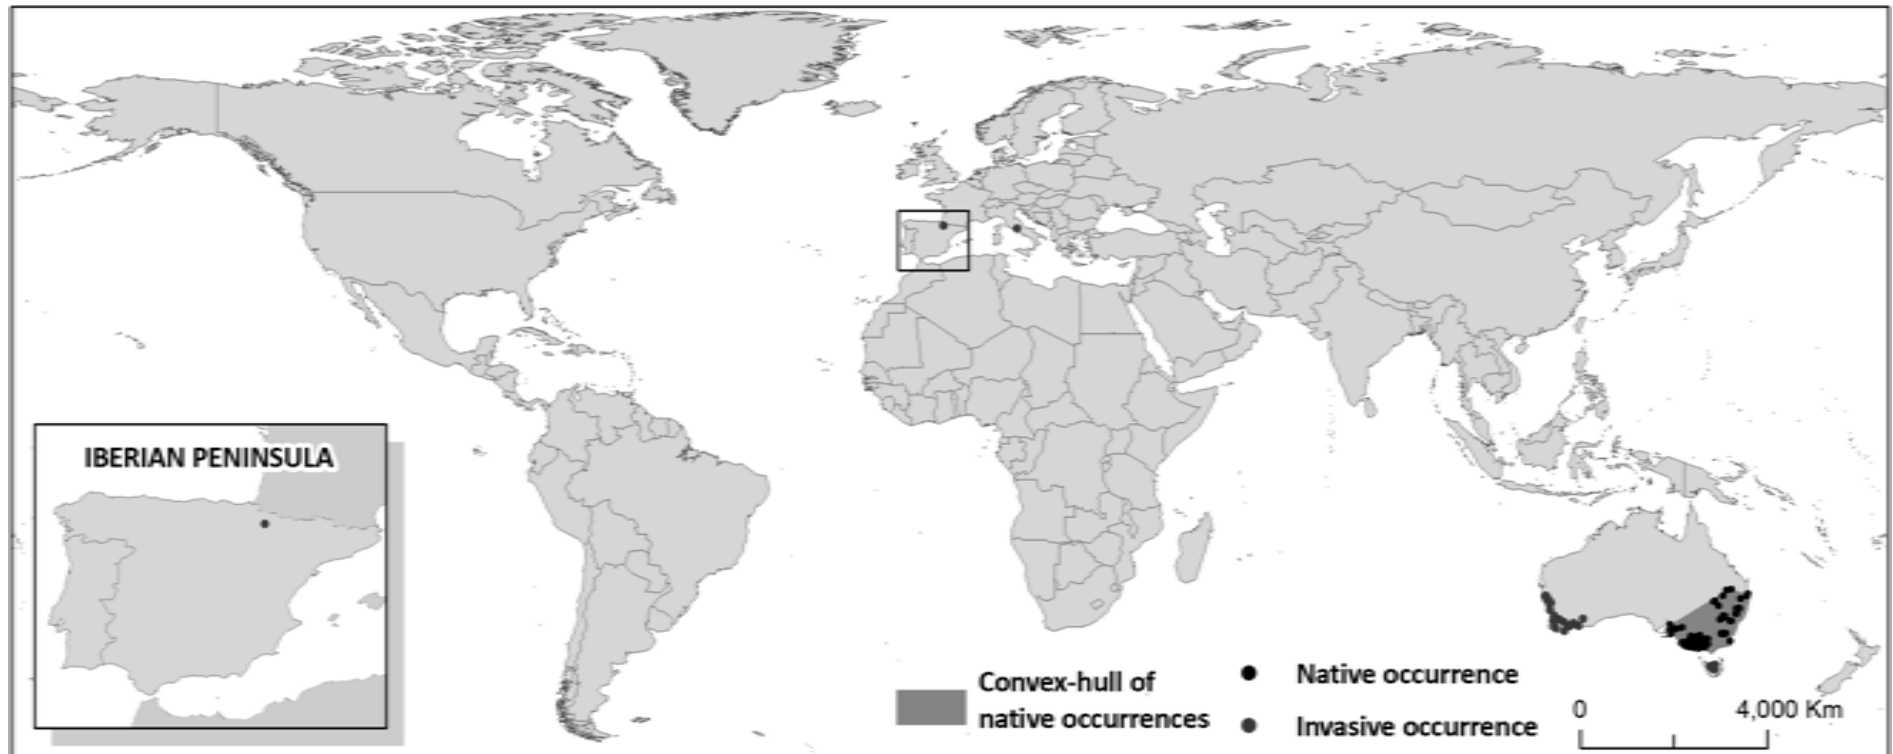 IBERIAN PENINSULA
Convex-hull of
native occurrences
Native occurrence
Invasive occurrence
0 4,000 Km